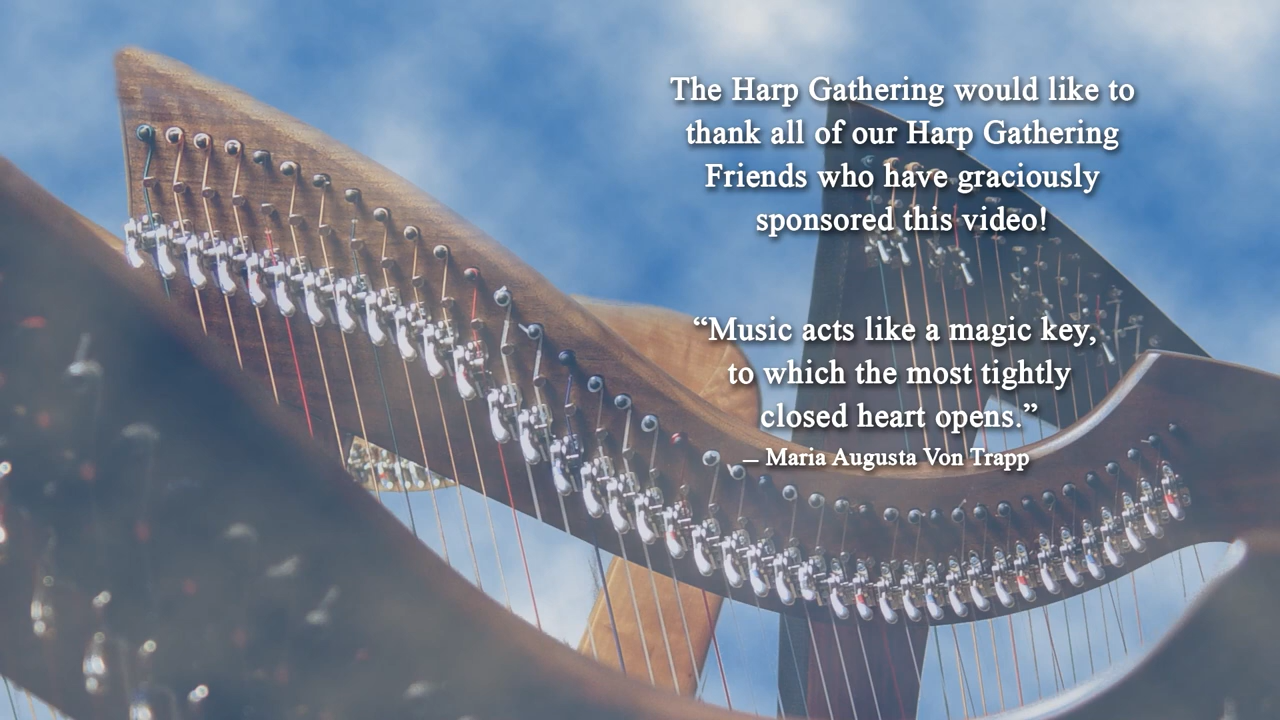 The Harp Gathering would like to
thank all of our Harp Gathering
Friends who have graciously
sponsored this video!
“Music acts like a magic key,
to which the most tightly
closed heart opens.”
– Maria Augusta Von Trapp